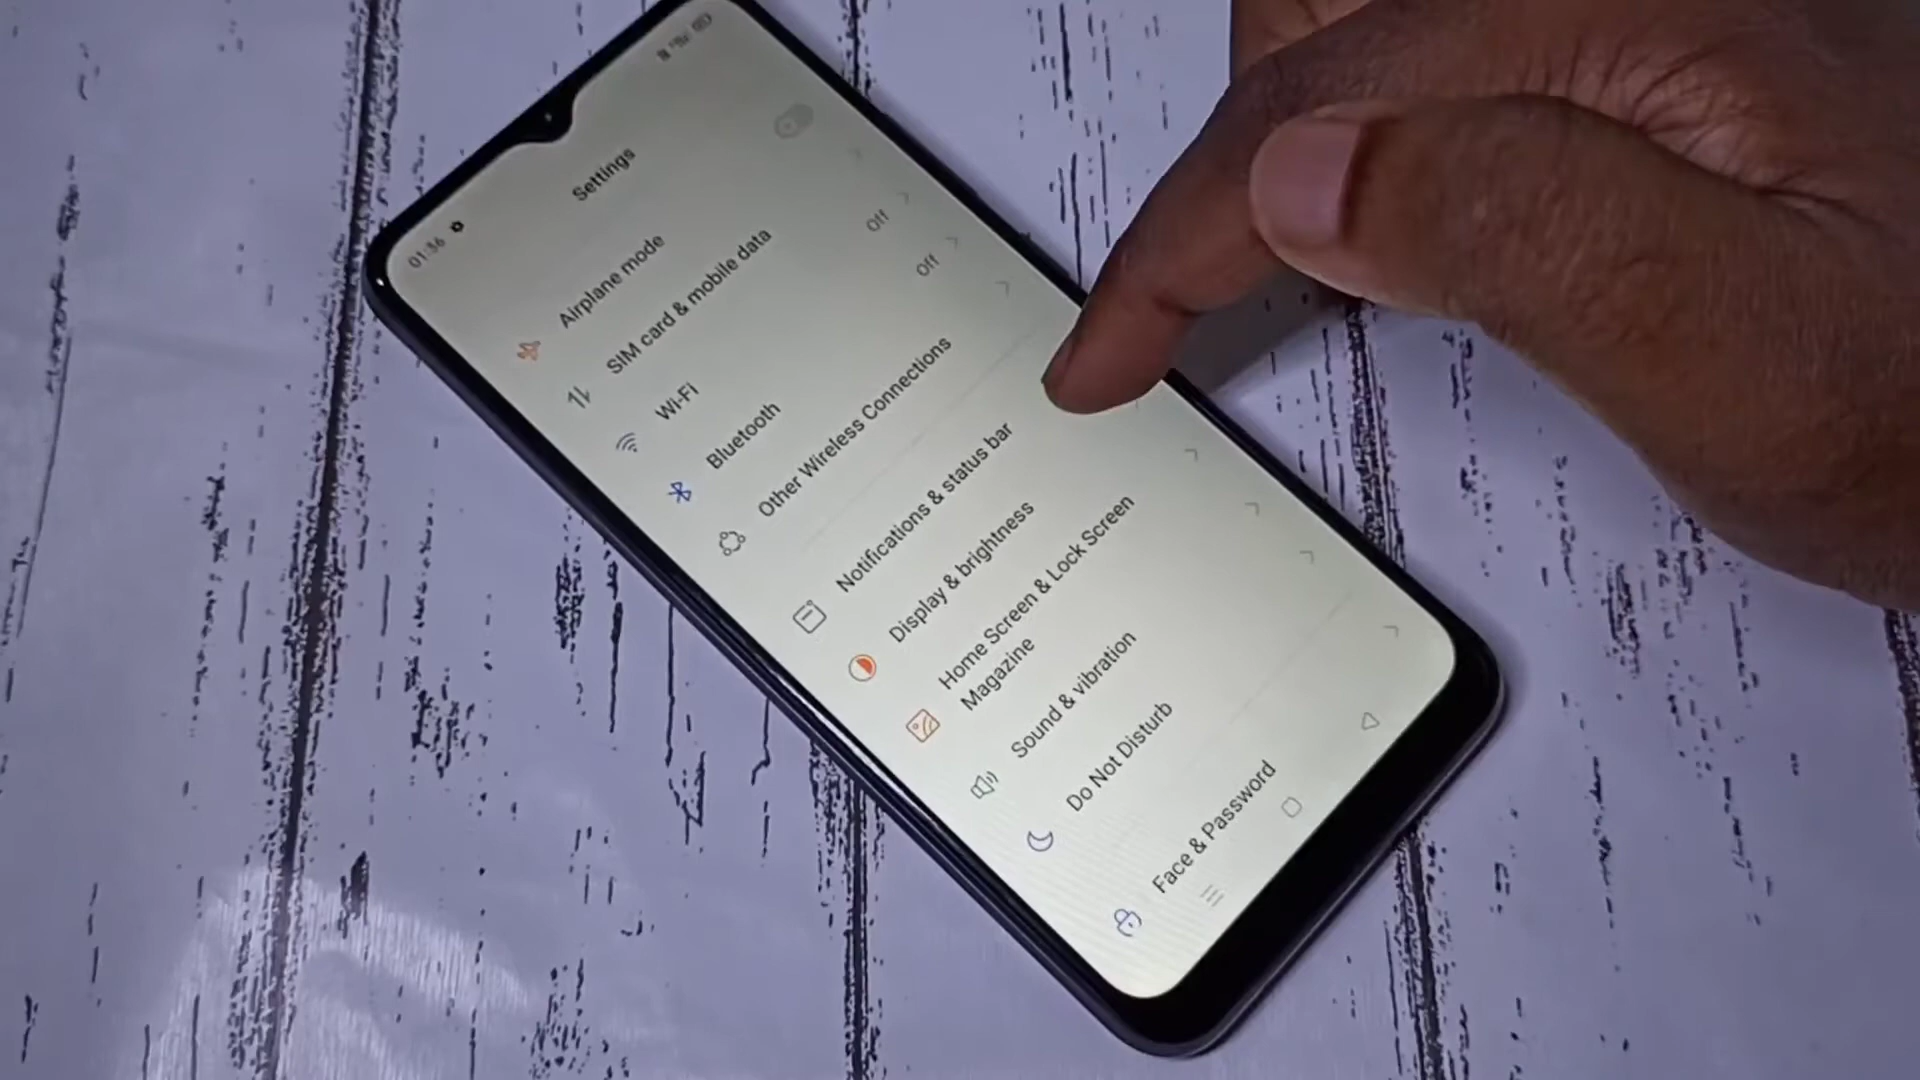 01:36
Settings
Airplane mode
SIM card & mobile data
Wi-Fi
Off
Bluetooth
Off
Other Wireless Connections
Notifications & status bar
Display & brightness
Home Screen & Lock Screen
Magazine
Sound & vibration
Do Not Disturb
Face & Password